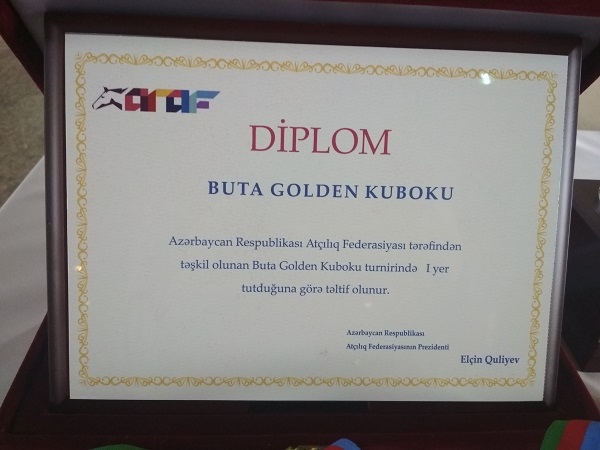 araf
DİPLOM
BUTA GOLDEN KUBOKU
Azərbaycan Respublikası Atçılıq Federasiyası tərəfindən
təşkil olunan Buta Golden Kuboku turnirində I yer
tutduğuna görə təltif olunur.
Azərbaycan Respublikası
Atçılıq Federasiyasının Prezidenti
Elçin Quliyev